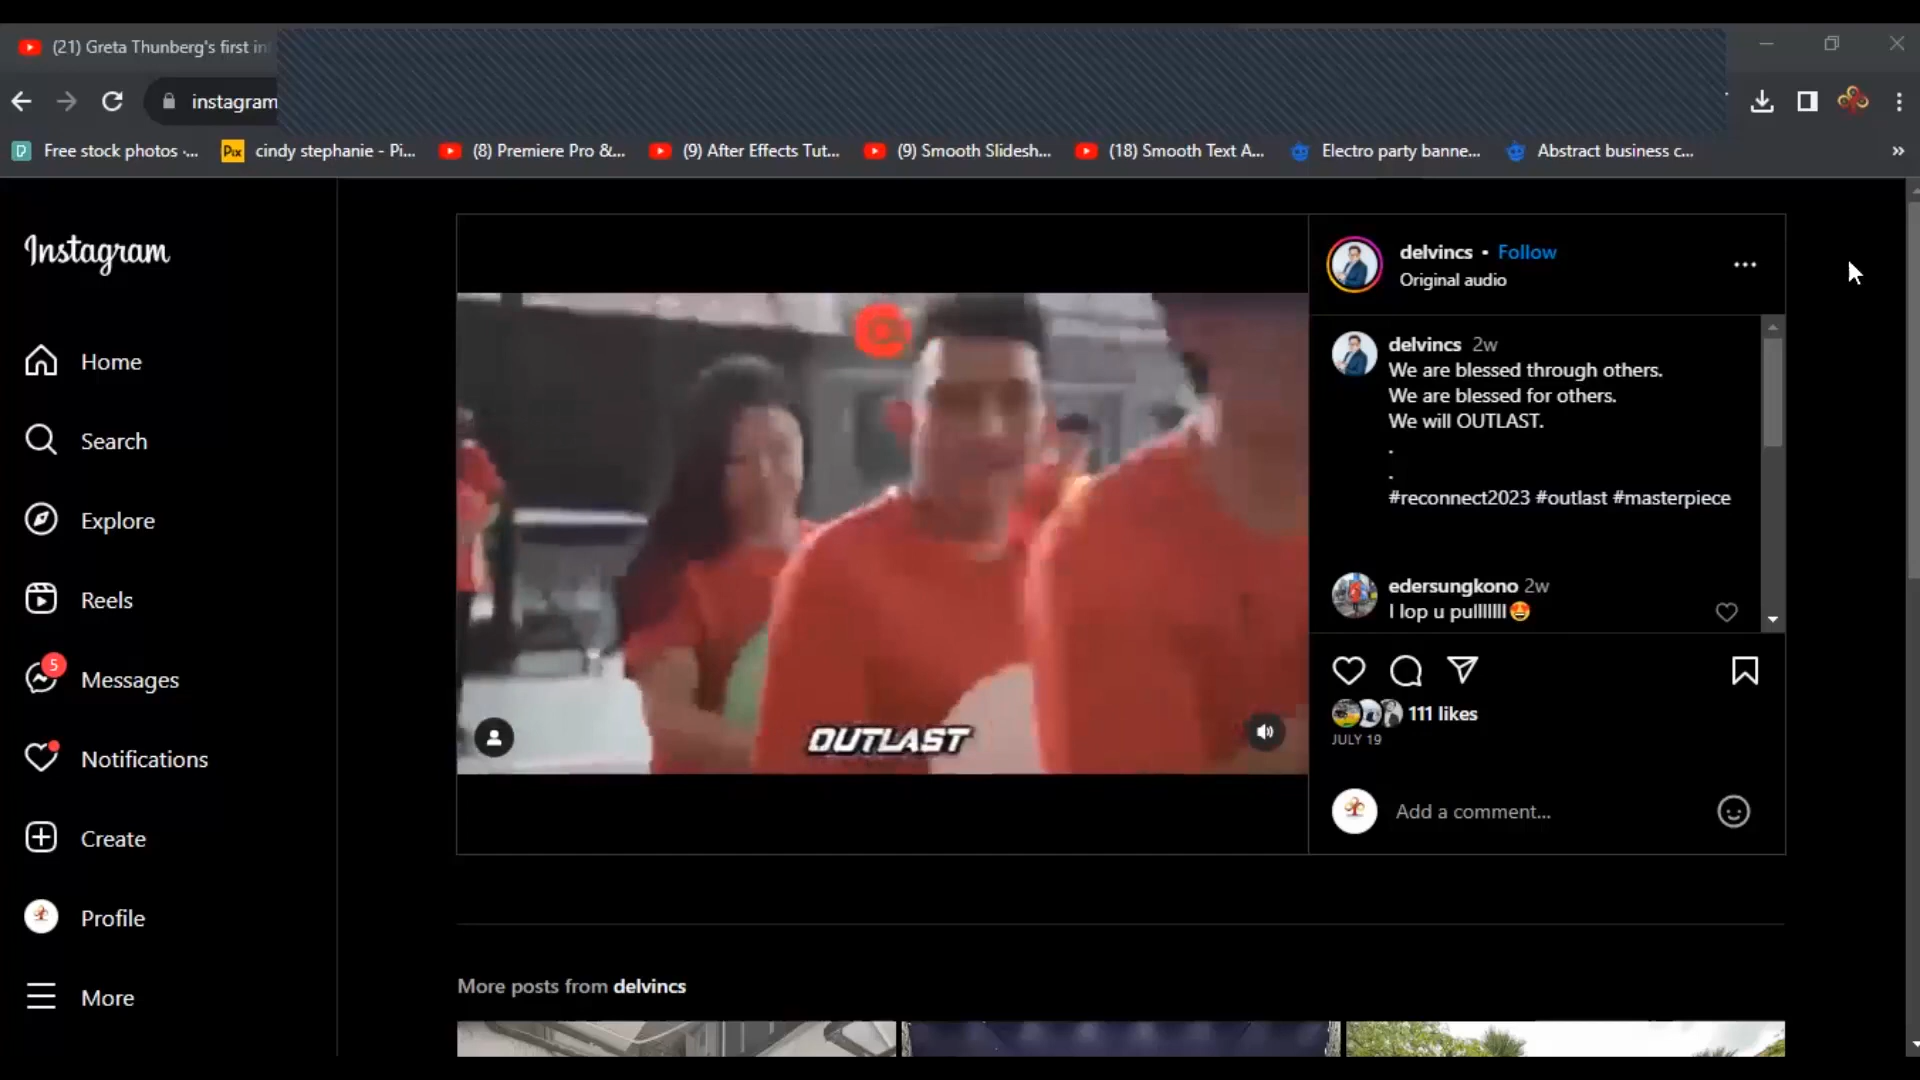 (21) Greta Thunberg's first in
instagram
Free stock photos ·...
Pix
cindy stephanie - Pi...
(8) Premiere Pro &...
(9) After Effects Tut...
(9) Smooth Slidesh...
(18) Smooth Text A...
Electro party banne...
Abstract business c...
»
Instagram
Home
Search
Explore
Reels
5
Messages
Notifications
Create
Profile
More
OUTLAST
delvincs • Follow
Original audio
delvincs 2w
We are blessed through others.
We are blessed for others.
We will OUTLAST.
.
.
#reconnect2023 #outlast #masterpiece
edersungkono 2w
I lop u pulllllll😍
111 likes
JULY 19
Add a comment...
More posts from delvincs